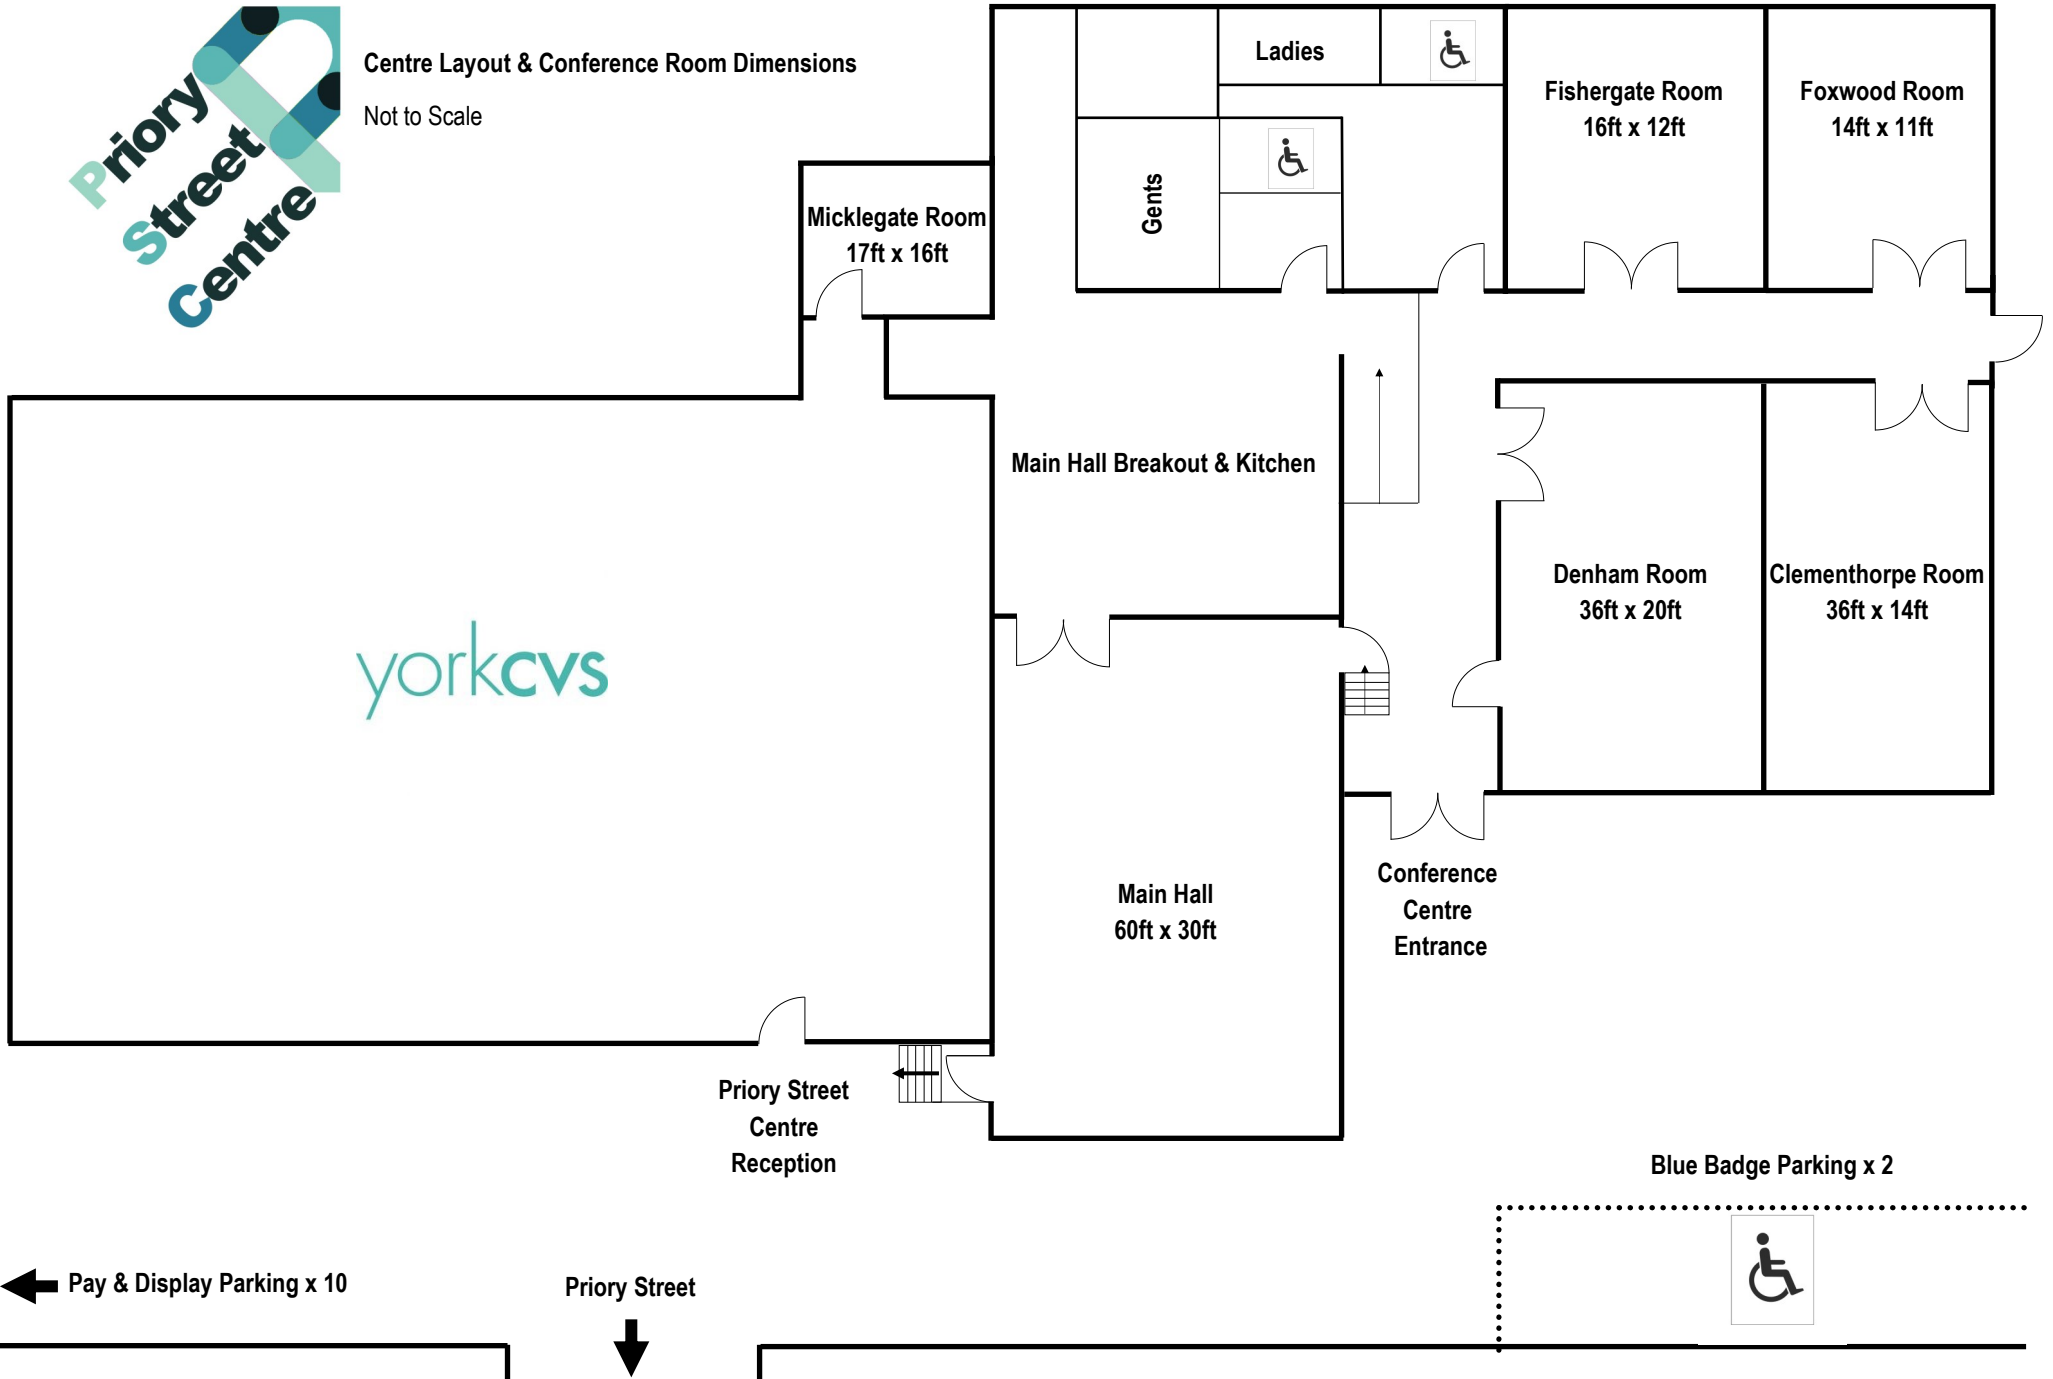 Priory
Street
Centre
Centre Layout & Conference Room Dimensions
Not to Scale
Ladies
Gents
Fishergate Room
16ft x 12ft
Foxwood Room
14ft x 11ft
Micklegate Room
17ft x 16ft
Main Hall Breakout & Kitchen
Denham Room
36ft x 20ft
Clementhorpe Room
36ft x 14ft
yorkcvs
Main Hall
60ft x 30ft
Conference
Centre
Entrance
Priory Street
Centre
Reception
Blue Badge Parking x 2
Pay & Display Parking x 10
Priory Street